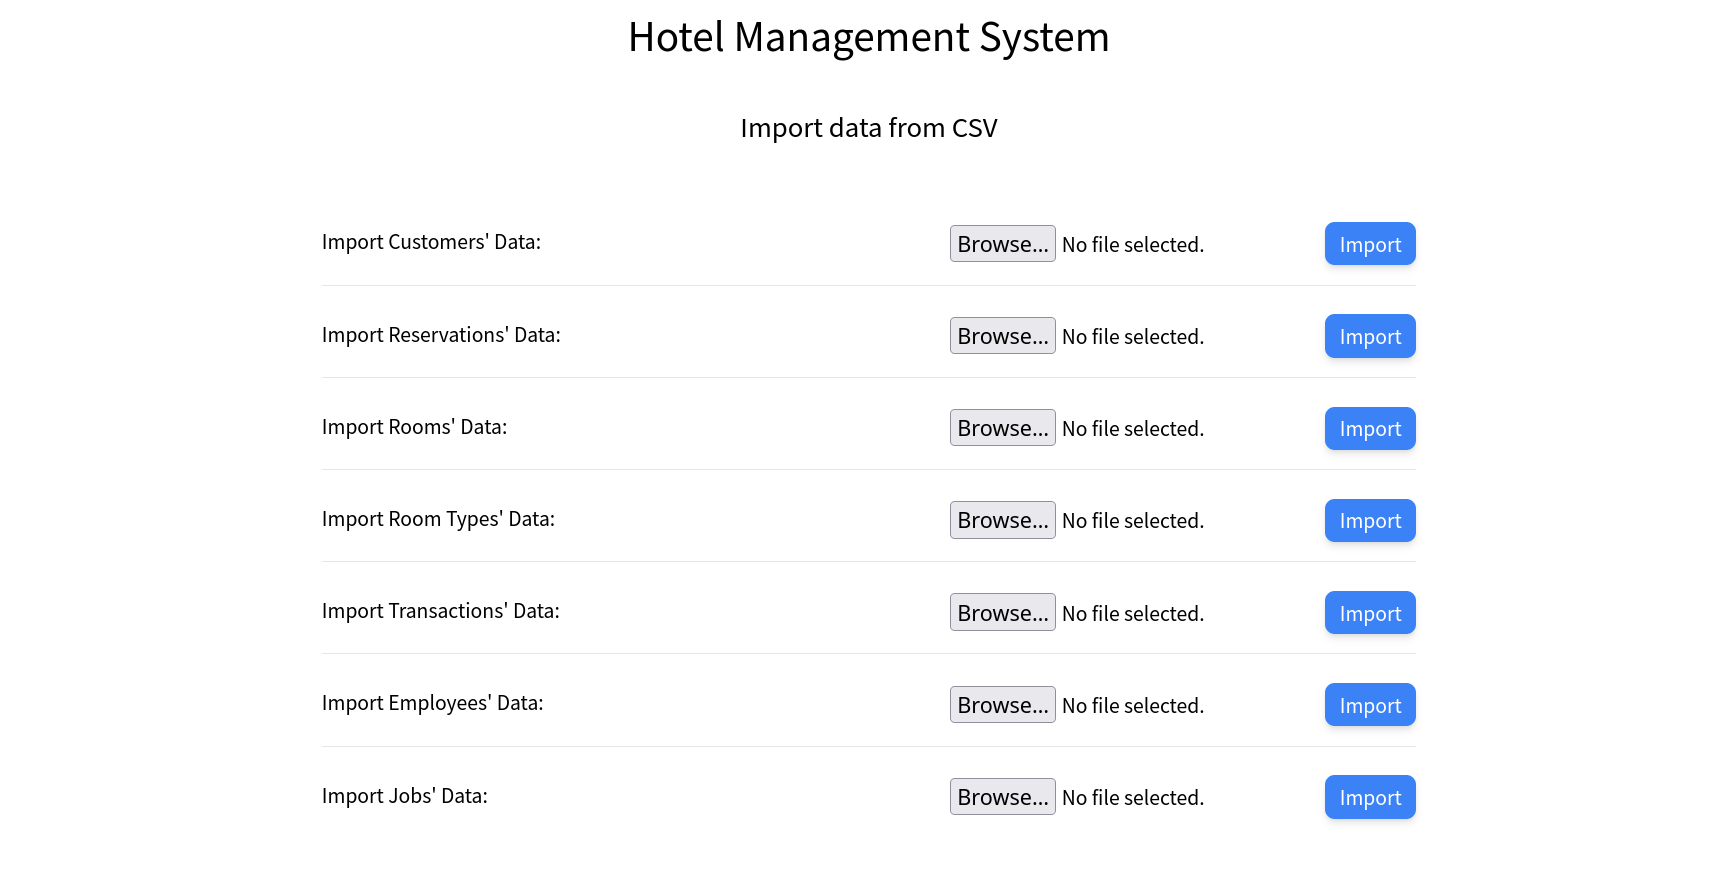 Hotel Management System
Import data from CSV
Import Customers' Data: Browse... No file selected. Import
Import Reservations' Data: Browse... No file selected. Import
Import Rooms' Data: Browse... No file selected. Import
Import Room Types' Data: Browse... No file selected. Import
Import Transactions' Data: Browse... No file selected. Import
Import Employees' Data: Browse... No file selected. Import
Import Jobs' Data: Browse... No file selected. Import